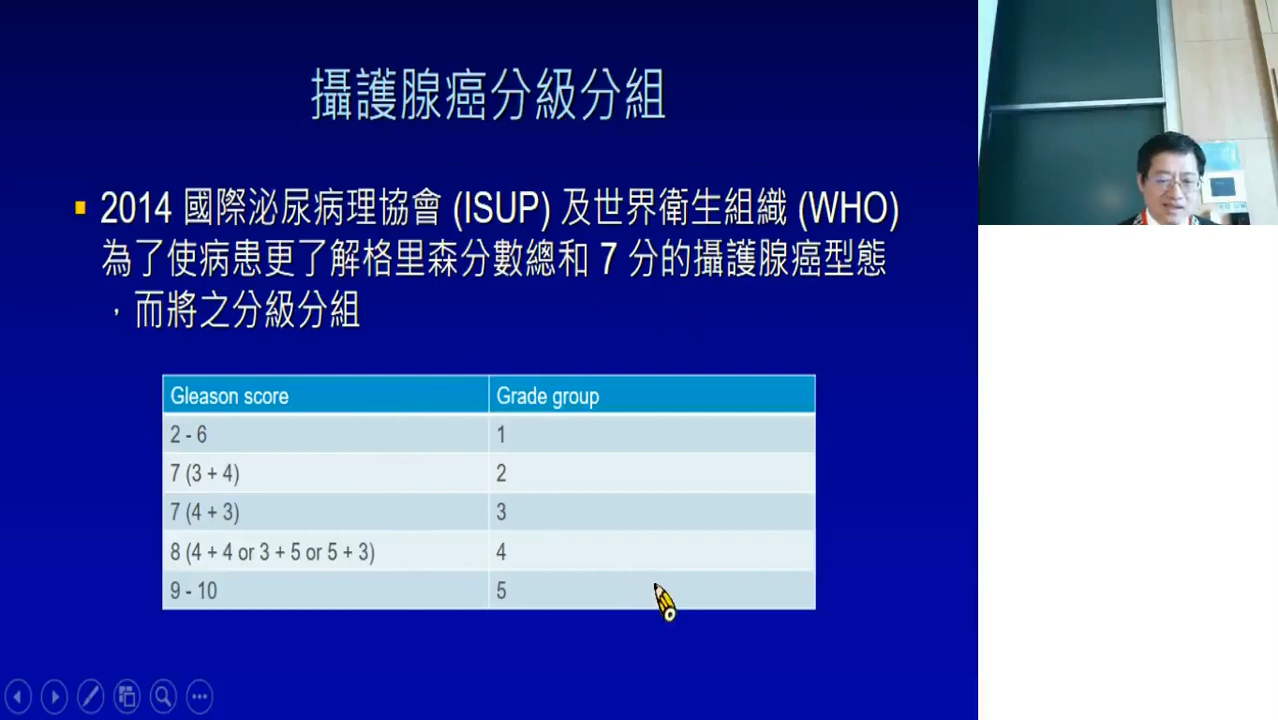 攝護腺癌分級分組
2014 國際泌尿病理協會 (ISUP) 及世界衛生組織 (WHO)
為了使病患更了解格里森分數總和 7 分的攝護腺癌型態
，而將之分級分組
Gleason score Grade group
2 - 6 1
7 (3 + 4) 2
7 (4 + 3) 3
8 (4 + 4 or 3 + 5 or 5 + 3) 4
9 - 10 5